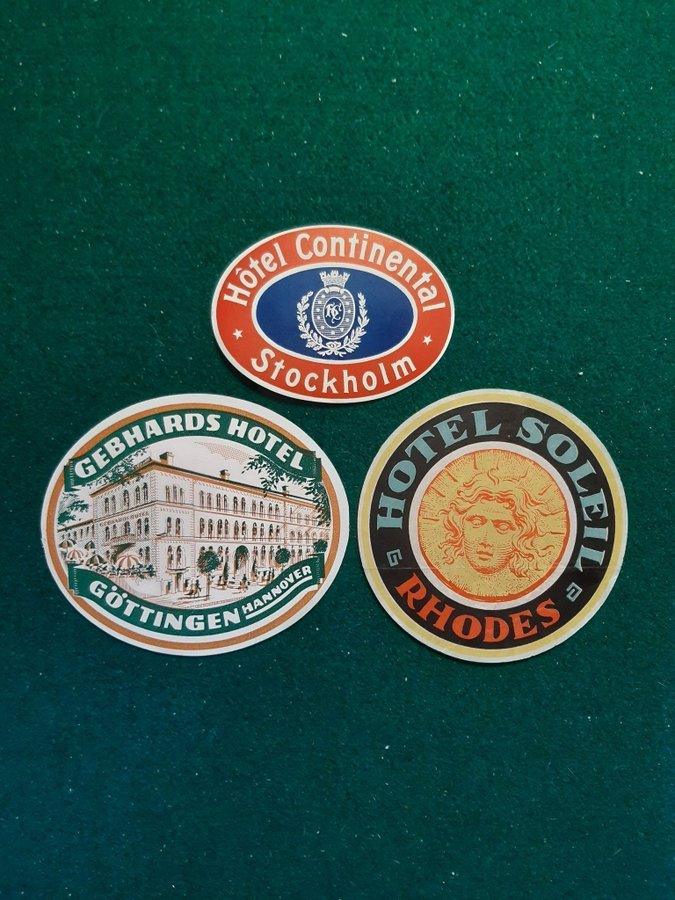 Hôtel Continental
Stockholm
GEBHARDS HOTEL
GÖTTINGEN HANNOVER
HOTEL SOLEIL
RHODES